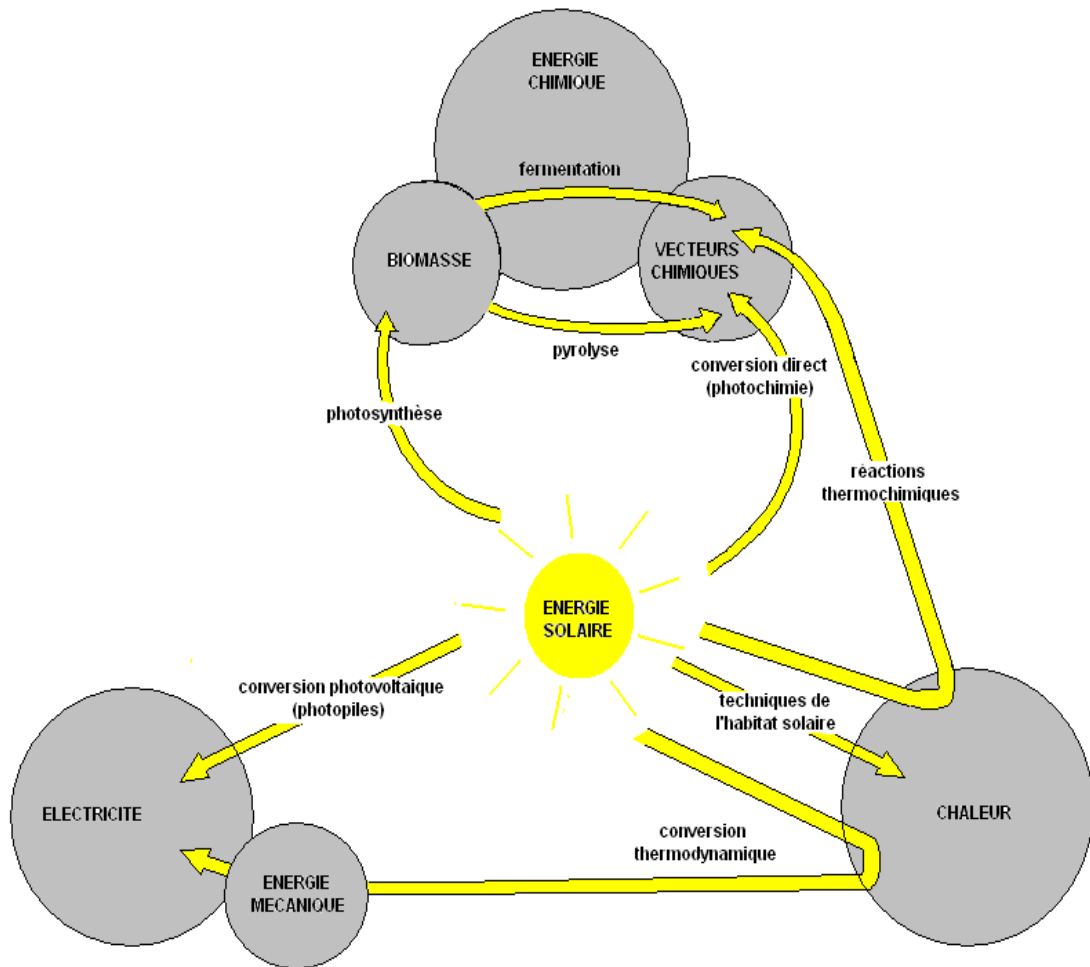 ENERGIE
CHIMIQUE
fermentation
BIOMASSE
VECTEURS
CHIMIQUES
pyrolyse
conversion direct
(photochimie)
photosynthèse
réactions
thermochimiques
ENERGIE
SOLAIRE
conversion photovoltaique
(photopiles)
techniques de
l'habitat solaire
ELECTRICITE
CHALEUR
conversion
thermodynamique
ENERGIE
MECANIQUE